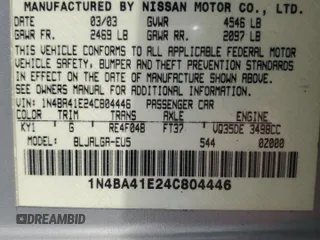 MANUFACTURED BY NISSAN MOTOR CO., LTD.
DATE 03/03 GVWR 4546 LB
GAWR FR. 2469 LB GAWR RR. 2097 LB
THIS VEHICLE CONFORMS TO ALL APPLICABLE FEDERAL MOTOR
VEHICLE SAFETY, BUMPER AND THEFT PREVENTION STANDARDS
IN EFFECT ON THE DATE OF MANUFACTURE SHOWN ABOVE.
SEE OWNERS MANUAL FOR ADDITIONAL INFORMATION.
VIN: 1N4BA41E24C804446 PASSENGER CAR
COLOR TRIM TRANS AXLE ENGINE
KY1 G RE4F04B FT37 VQ35DE 3498CC
MODEL BLJALGA-EU5 544 02000
1N4BA41E24C804446
DREAMBID